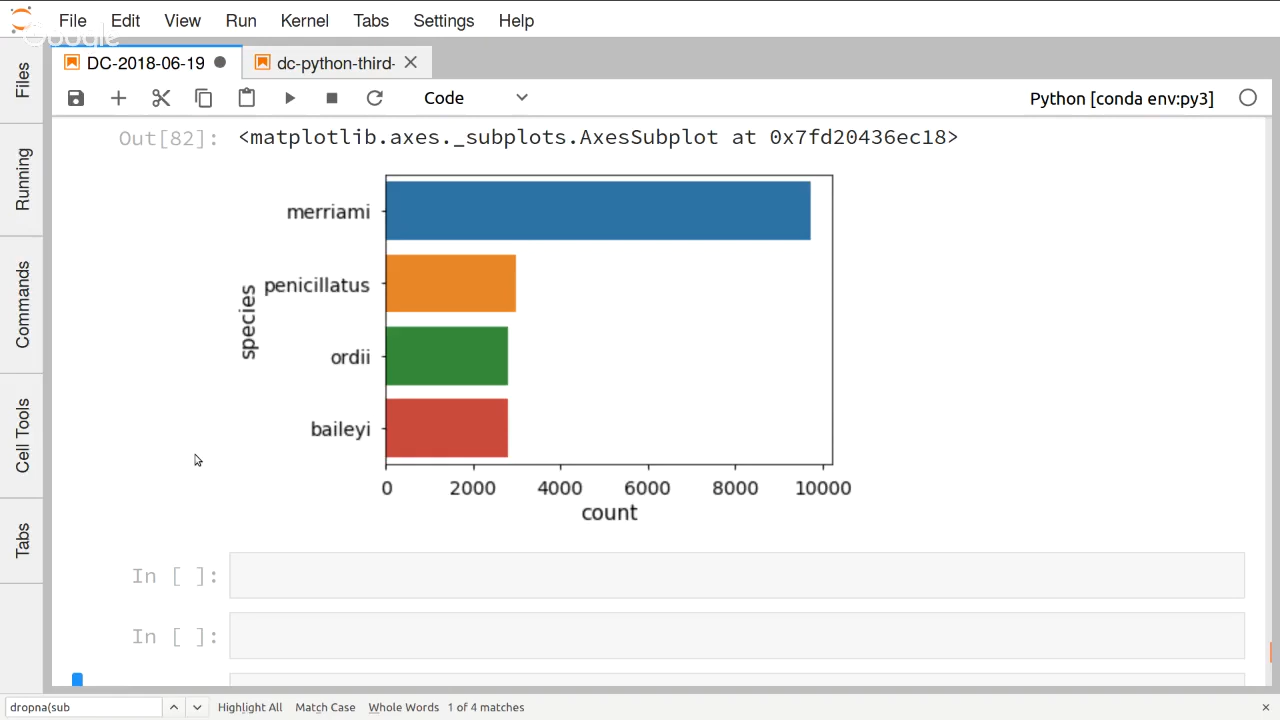 File Edit View Run Kernel Tabs Settings Help
Google
DC-2018-06-19 dc-python-third-
Code Python [conda env:py3]
Files
Running
Commands
Cell Tools
Tabs
Out[82]: <matplotlib.axes._subplots.AxesSubplot at 0x7fd20436ec18>
species
merriami
penicillatus
ordii
baileyi
0 2000 4000 6000 8000 10000
count
In [ ]:
In [ ]:
dropna(sub Highlight All Match Case Whole Words 1 of 4 matches